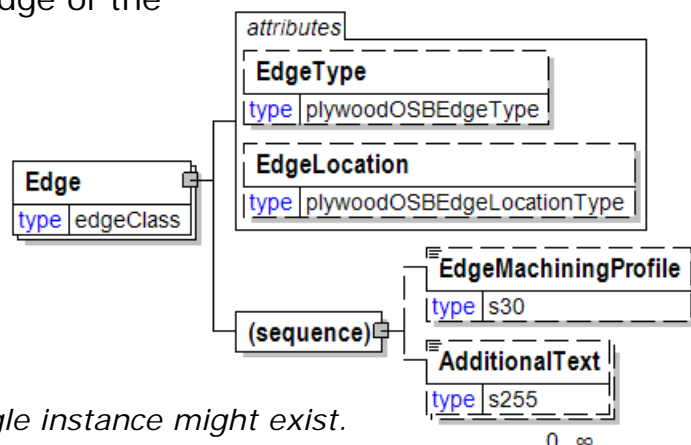 dge of the
attributes
EdgeType
type plywoodOSBEdgeType
EdgeLocation
type plywoodOSBEdgeLocationType
Edge
type edgeClass
EdgeMachiningProfile
type s30
(sequence)
AdditionalText
type s255
gle instance might exist.
0 ∞